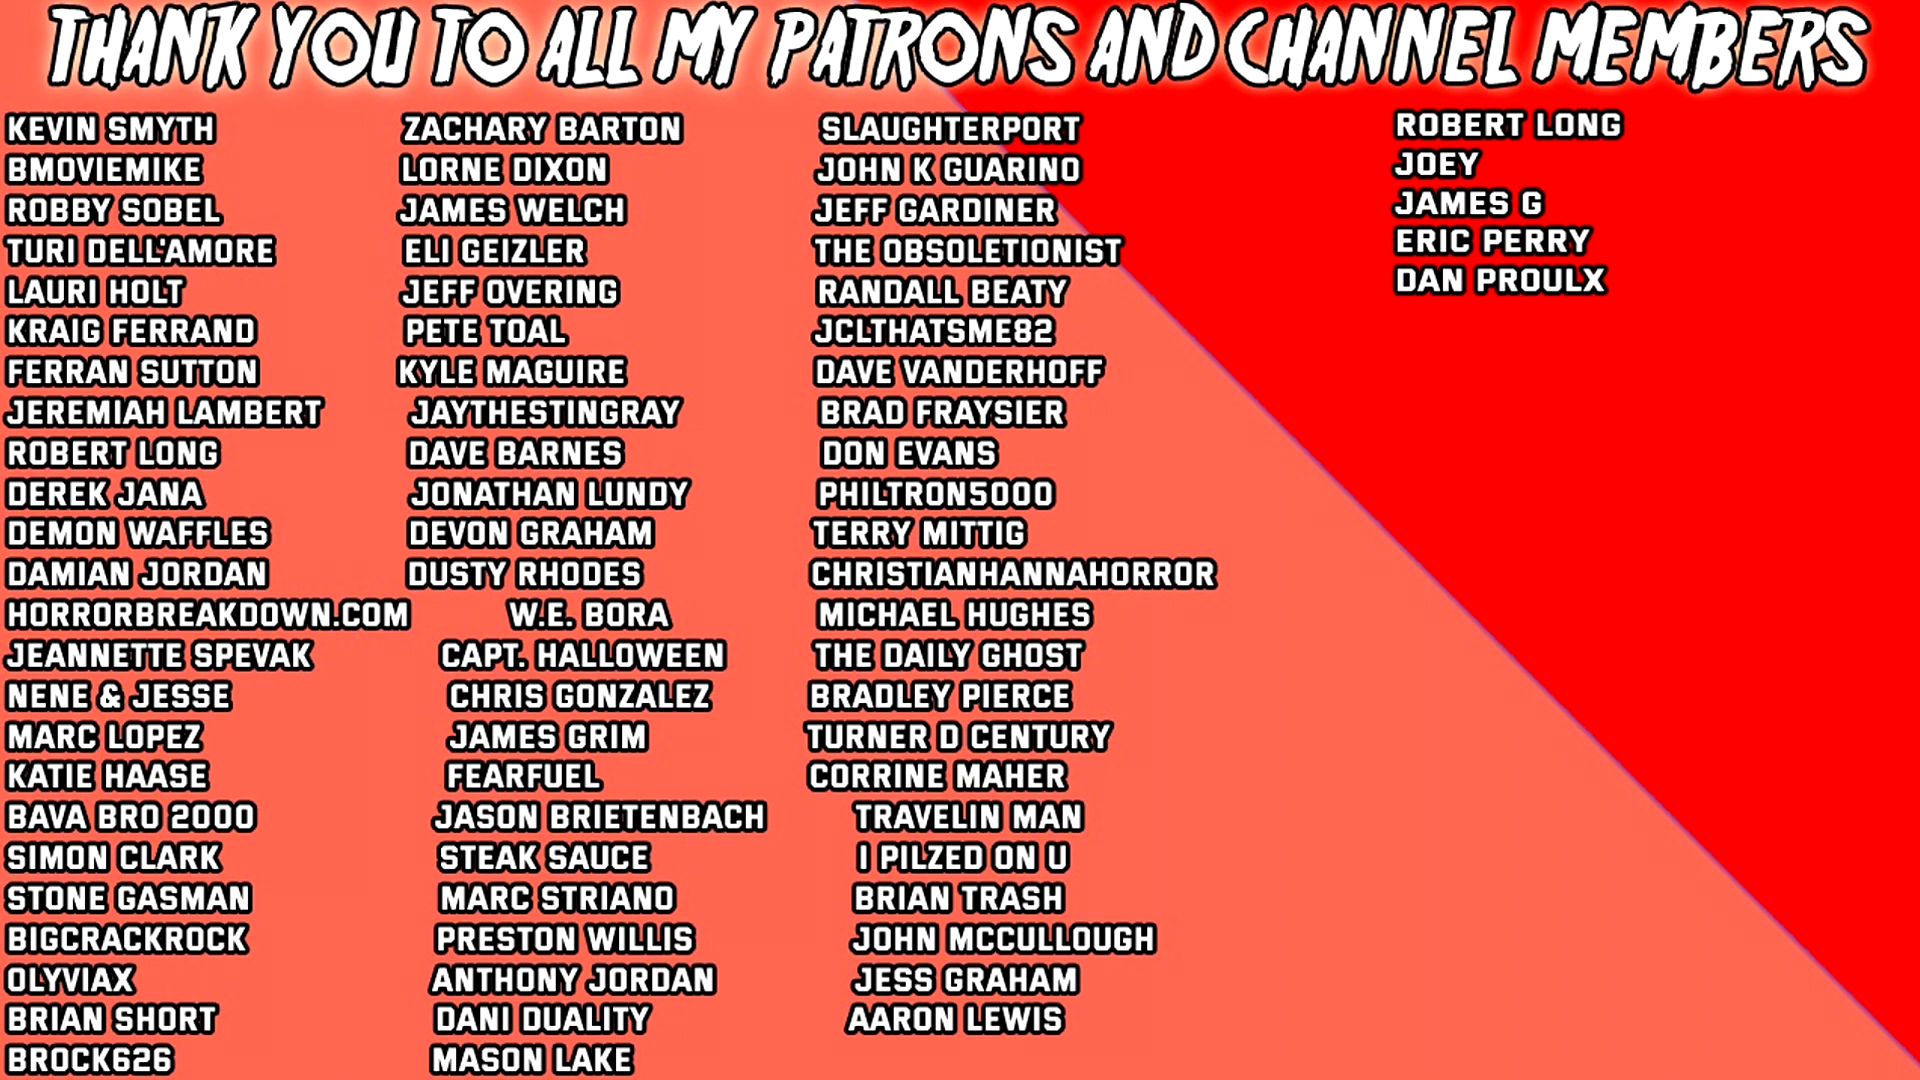 THANK YOU TO ALL MY PATRONS AND CHANNEL MEMBERS
KEVIN SMYTH
BMOVIEMIKE
ROBBY SOBEL
TURI DELL'AMORE
LAURI HOLT
KRAIG FERRAND
FERRAN SUTTON
JEREMIAH LAMBERT
ROBERT LONG
DEREK JANA
DEMON WAFFLES
DAMIAN JORDAN
HORRORBREAKDOWN.COM
JEANNETTE SPEVAK
NENE & JESSE
MARC LOPEZ
KATIE HAASE
BAVA BRO 2000
SIMON CLARK
STONE GASMAN
BIGCRACKROCK
OLYVIAX
BRIAN SHORT
BROCK626
ZACHARY BARTON
LORNE DIXON
JAMES WELCH
ELI GEIZLER
JEFF OVERING
PETE TOAL
KYLE MAGUIRE
JAYTHESTINGRAY
DAVE BARNES
JONATHAN LUNDY
DEVON GRAHAM
DUSTY RHODES
W.E. BORA
CAPT. HALLOWEEN
CHRIS GONZALEZ
JAMES GRIM
FEARFUEL
JASON BRIETENBACH
STEAK SAUCE
MARC STRIANO
PRESTON WILLIS
ANTHONY JORDAN
DANI DUALITY
MASON LAKE
SLAUGHTERPORT
JOHN K GUARINO
JEFF GARDINER
THE OBSOLETIONIST
RANDALL BEATY
JCLTHATSME82
DAVE VANDERHOFF
BRAD FRAYSIER
DON EVANS
PHILTRON5000
TERRY MITTIG
CHRISTIANHANNAHORROR
MICHAEL HUGHES
THE DAILY GHOST
BRADLEY PIERCE
TURNER D CENTURY
CORRINE MAHER
TRAVELIN MAN
I PILZED ON U
BRIAN TRASH
JOHN MCCULLOUGH
JESS GRAHAM
AARON LEWIS
ROBERT LONG
JOEY
JAMES G
ERIC PERRY
DAN PROULX